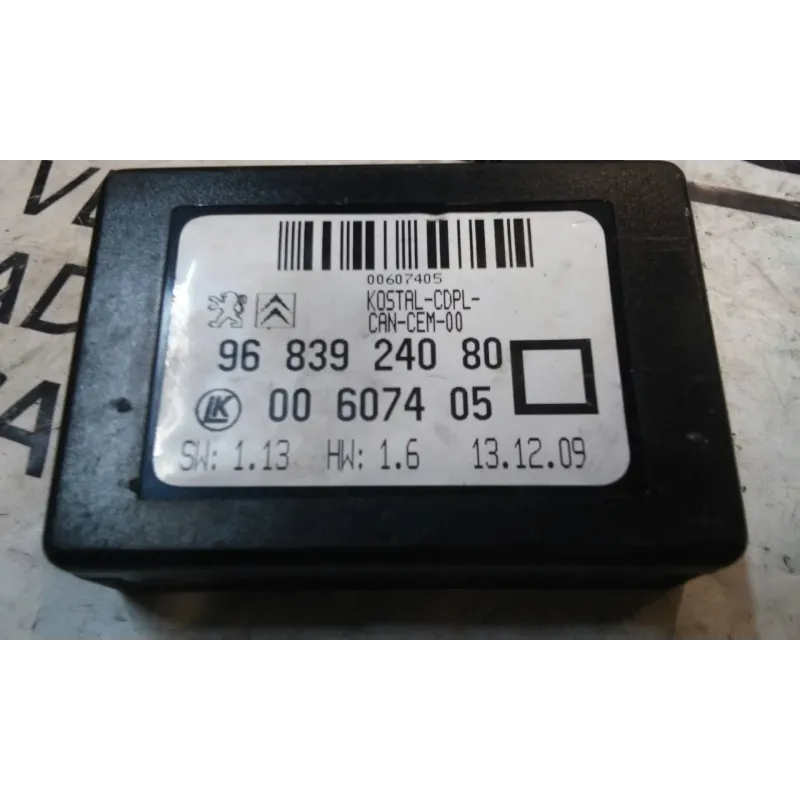 00607405
KOSTAL-CDPL-
CAN-CEM-00
96 839 240 80
LK 00 6074 05
SW: 1.13 HW: 1.6 13.12.09